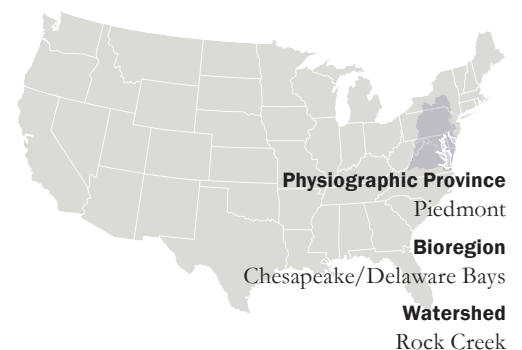 Physiographic Province
Piedmont
Bioregion
Chesapeake/Delaware Bays
Watershed
Rock Creek